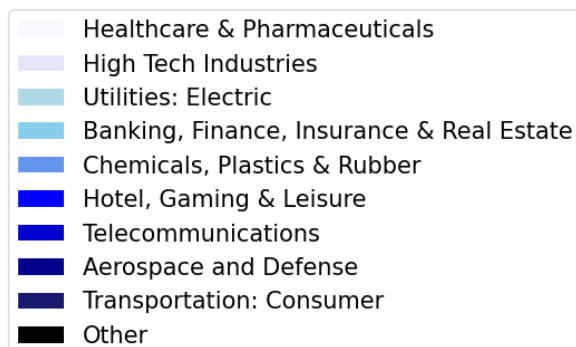 Healthcare & Pharmaceuticals
High Tech Industries
Utilities: Electric
Banking, Finance, Insurance & Real Estate
Chemicals, Plastics & Rubber
Hotel, Gaming & Leisure
Telecommunications
Aerospace and Defense
Transportation: Consumer
Other